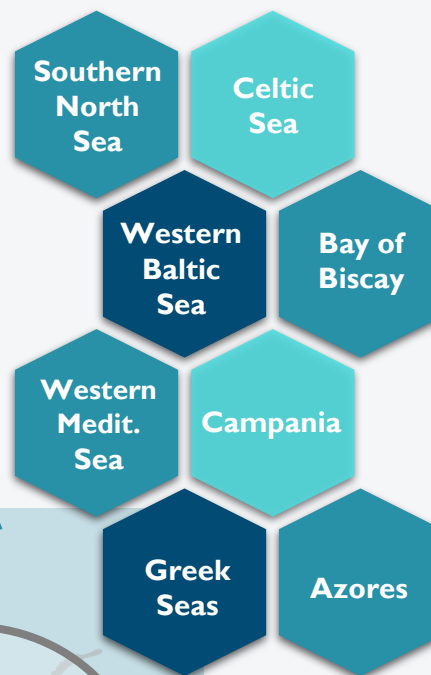 Southern
North
Sea
Celtic
Sea
Western
Baltic
Sea
Bay of
Biscay
Western
Medit.
Sea
Campania
Greek
Seas
Azores